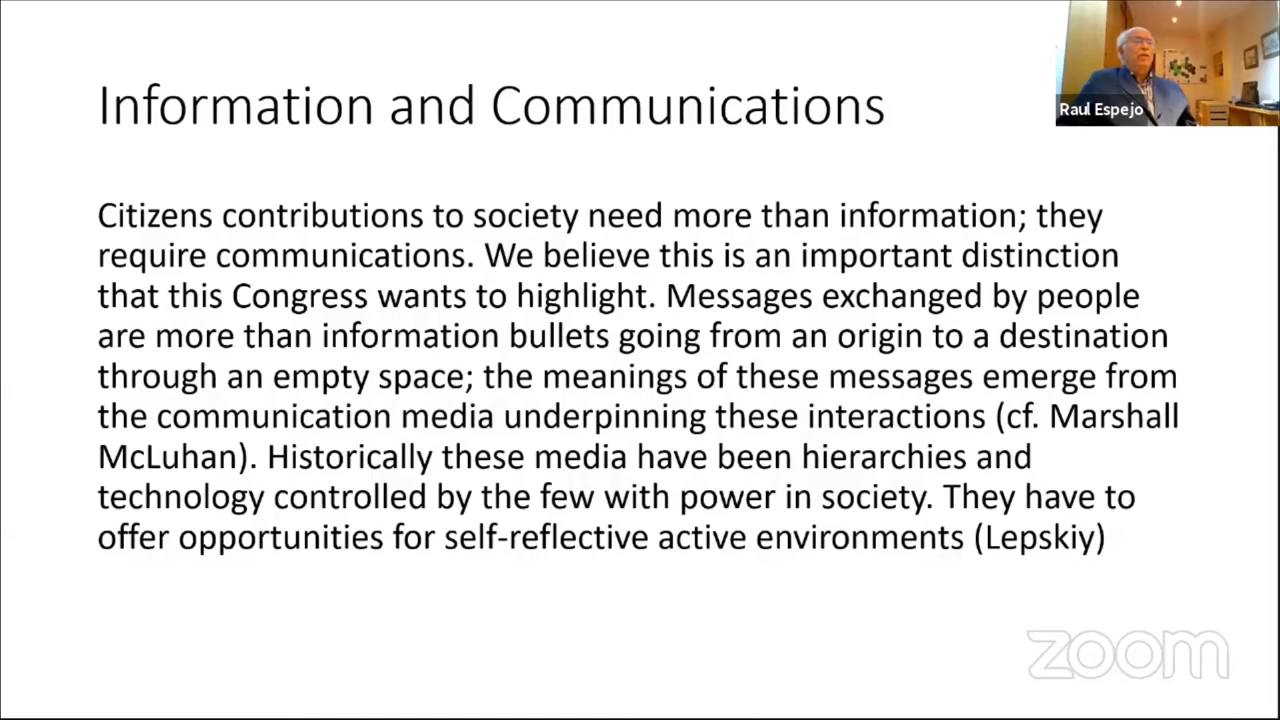 Information and Communications
Raul Espejo
Citizens contributions to society need more than information; they
require communications. We believe this is an important distinction
that this Congress wants to highlight. Messages exchanged by people
are more than information bullets going from an origin to a destination
through an empty space; the meanings of these messages emerge from
the communication media underpinning these interactions (cf. Marshall
McLuhan). Historically these media have been hierarchies and
technology controlled by the few with power in society. They have to
offer opportunities for self-reflective active environments (Lepskiy)
zoom